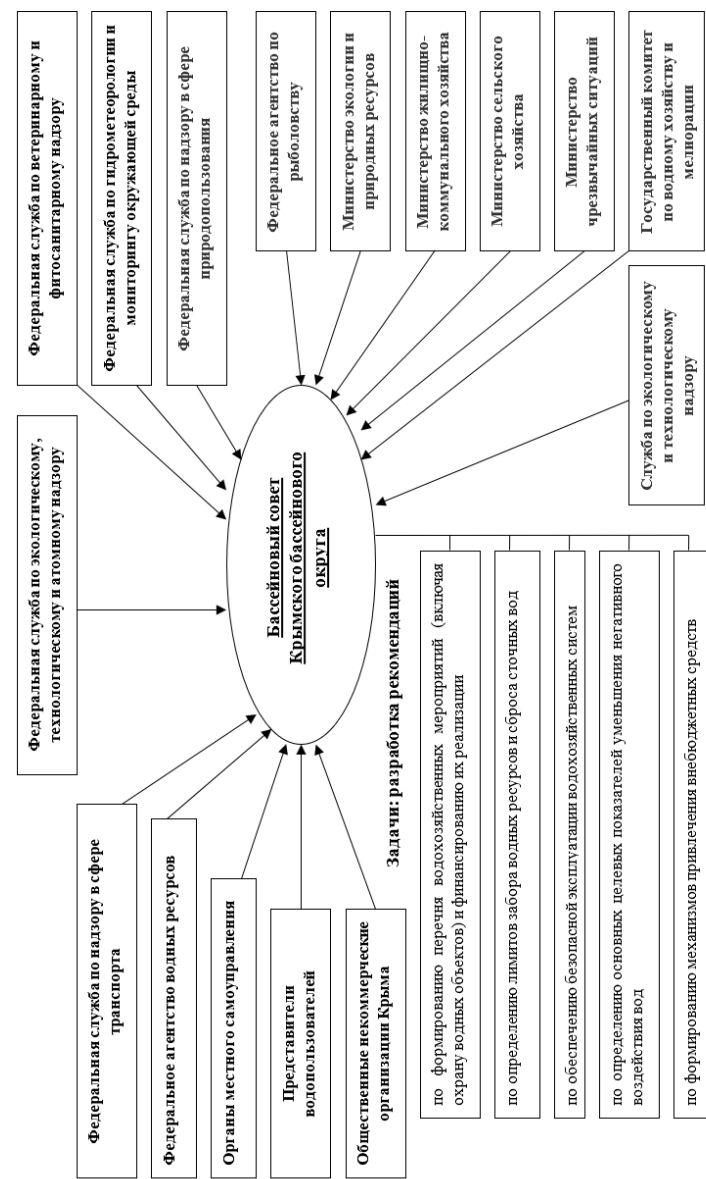 Федеральная служба по экологическому,
технологическому и атомному надзору
Федеральная служба по ветеринарному и
фитосанитарному надзору
Федеральная служба по гидрометеорологии и
мониторингу окружающей среды
Федеральная служба по надзору в сфере
природопользования
Федеральная служба по надзору в сфере
транспорта
Федеральное агентство водных ресурсов
Органы местного самоуправления
Представители
водопользователей
Общественные некоммерческие
организации Крыма
Бассейновый совет
Крымского бассейнового
округа
Федеральное агентство по
рыболовству
Министерство экологии и
природных ресурсов
Министерство жилищно-
коммунального хозяйства
Министерство сельского
хозяйства
Министерство
чрезвычайных ситуаций
Государственный комитет
по водному хозяйству и
мелиорации
Служба по экологическому
и технологическому
надзору
Задачи: разработка рекомендаций
по формированию перечня водохозяйственных мероприятий (включая
охрану водных объектов) и финансированию их реализации
по определению лимитов забора водных ресурсов и сброса сточных вод
по обеспечению безопасной эксплуатации водохозяйственных систем
по определению основных целевых показателей уменьшения негативного
воздействия вод
по формированию механизмов привлечения внебюджетных средств